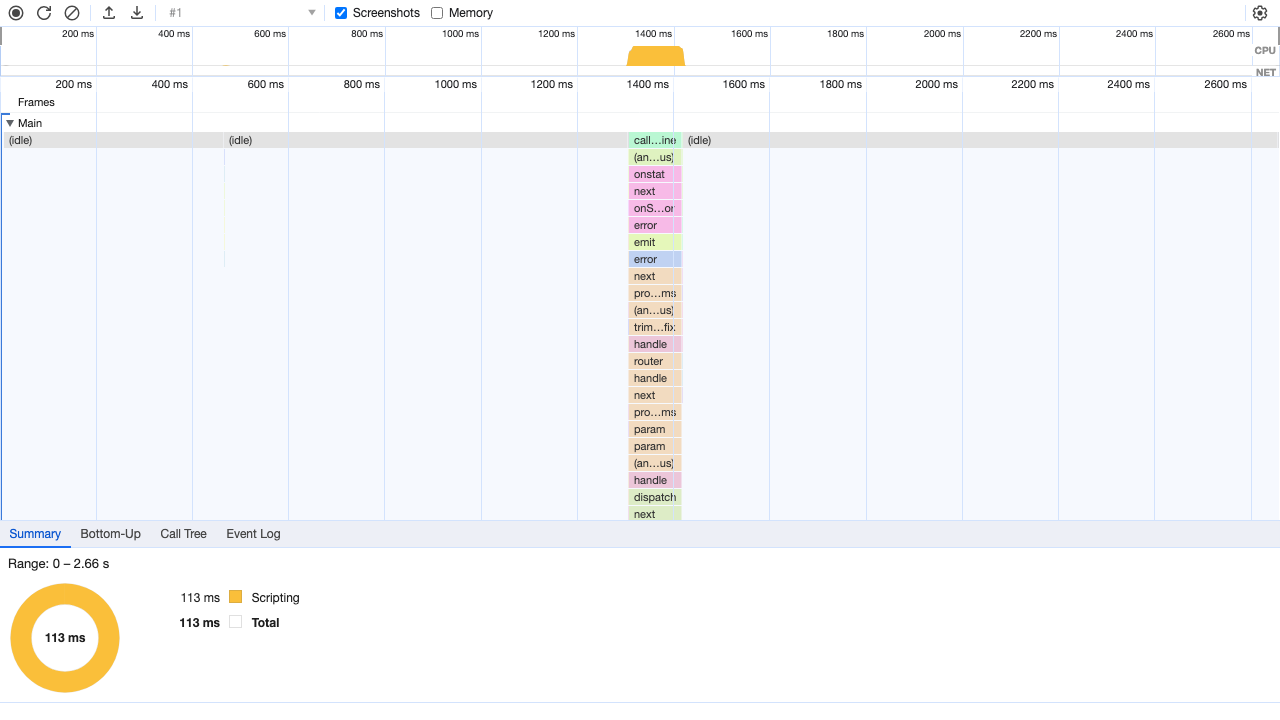 #1 Screenshots Memory
200 ms 400 ms 600 ms 800 ms 1000 ms 1200 ms 1400 ms 1600 ms 1800 ms 2000 ms 2200 ms 2400 ms 2600 ms
CPU
NET
200 ms 400 ms 600 ms 800 ms 1000 ms 1200 ms 1400 ms 1600 ms 1800 ms 2000 ms 2200 ms 2400 ms 2600 ms
Frames
Main
(idle) (idle) call…ine (idle)
(an…us)
onstat
next
onS…or
error
emit
error
next
pro…ms
(an…us)
trim…fix
handle
router
handle
next
pro…ms
param
param
(an…us)
handle
dispatch
next
Summary Bottom-Up Call Tree Event Log
Range: 0 – 2.66 s
113 ms Scripting
113 ms Total
113 ms